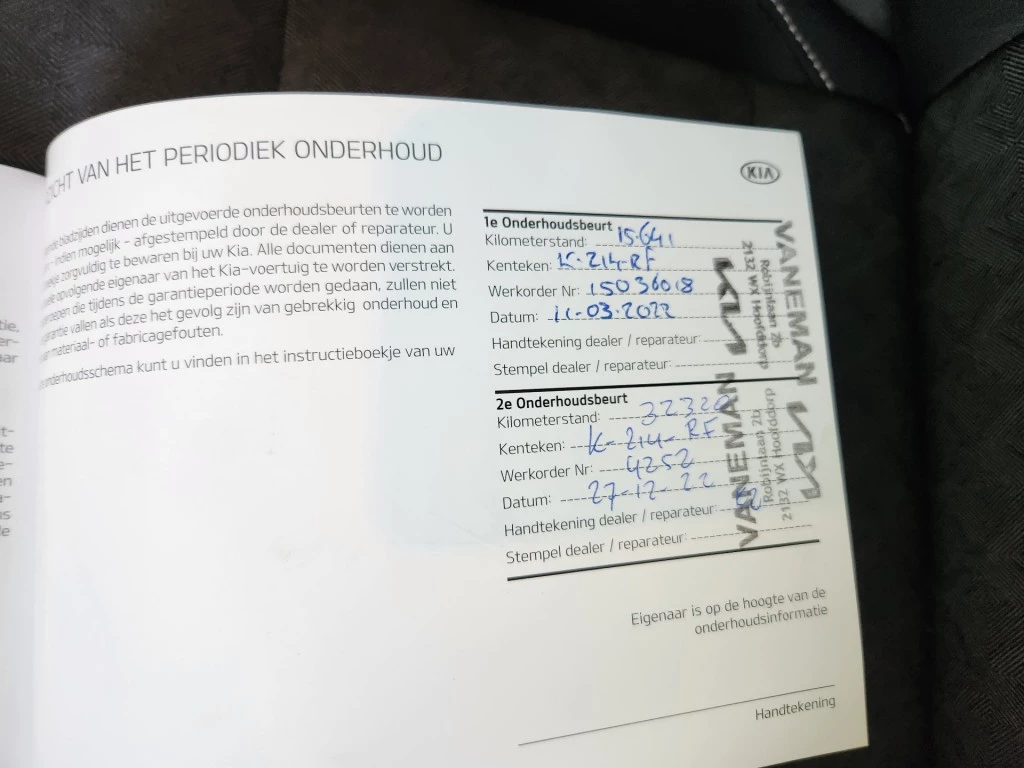 VAN HET PERIODIEK ONDERHOUD
KIA
bladzijden dienen de uitgevoerde onderhoudsbeurten te worden
indien mogelijk - afgestempeld door de dealer of reparateur. U
zorgvuldig te bewaren bij uw Kia. Alle documenten dienen aan
opvolgende eigenaar van het Kia-voertuig te worden verstrekt.
die tijdens de garantieperiode worden gedaan, zullen niet
vallen als deze het gevolg zijn van gebrekkig onderhoud en
materiaal- of fabricagefouten.
kunt u vinden in het instructieboekje van uw
1e Onderhoudsbeurt
Kilometerstand: 15.641
Kenteken: K-214-RF
Werkorder Nr: 15036018
Datum: 11-03-2022
Handtekening dealer / reparateur:
Stempel dealer / reparateur:
VANEMAN
KIA
Robijnlaan 2b
2132 WX Hoofddorp
2e Onderhoudsbeurt
Kilometerstand: 32320
Kenteken: K-214-RF
Werkorder Nr: 4252
Datum: 27-12-22
Handtekening dealer / reparateur:
Stempel dealer / reparateur:
VANEMAN
KIA
Robijnlaan 2b
2132 WX Hoofddorp
Eigenaar is op de hoogte van de
onderhoudsinformatie
Handtekening